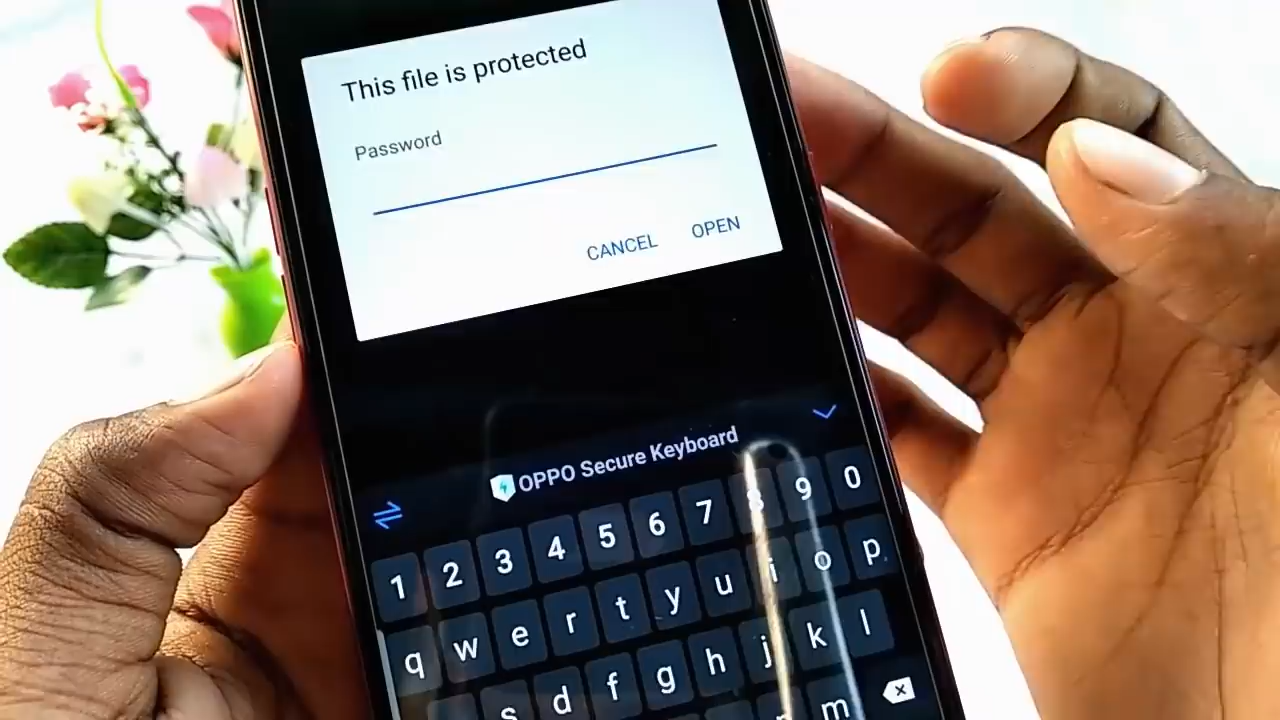 This file is protected
Password
CANCEL OPEN
OPPO Secure Keyboard
1 2 3 4 5 6 7 8 9 0
q w e r t y u i o p
s d f g h j k l
m